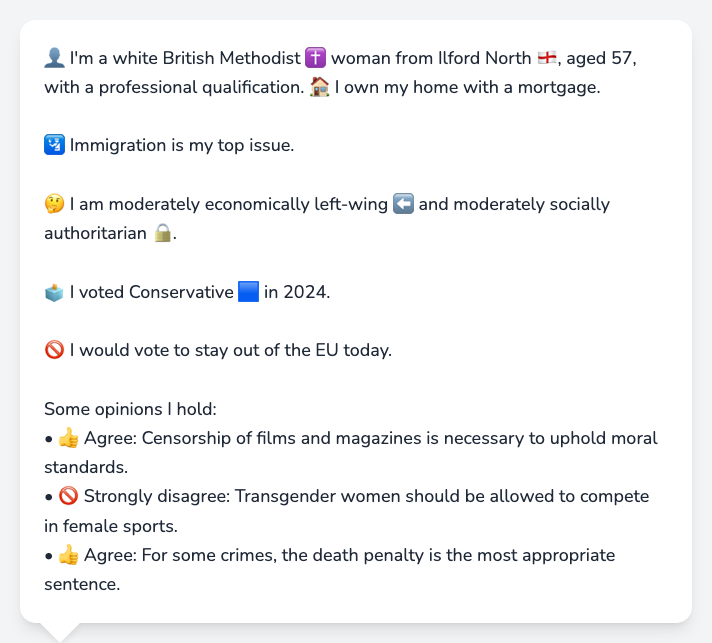 👤 I'm a white British Methodist ✝️ woman from Ilford North 🏴󠁧󠁢󠁥󠁮󠁧󠁿, aged 57,
with a professional qualification. 🏠 I own my home with a mortgage.
🛂 Immigration is my top issue.
🤔 I am moderately economically left-wing ⬅️ and moderately socially
authoritarian 🔒.
🗳️ I voted Conservative 🟦 in 2024.
🚫 I would vote to stay out of the EU today.
Some opinions I hold:
• 👍 Agree: Censorship of films and magazines is necessary to uphold moral
standards.
• 🚫 Strongly disagree: Transgender women should be allowed to compete
in female sports.
• 👍 Agree: For some crimes, the death penalty is the most appropriate
sentence.